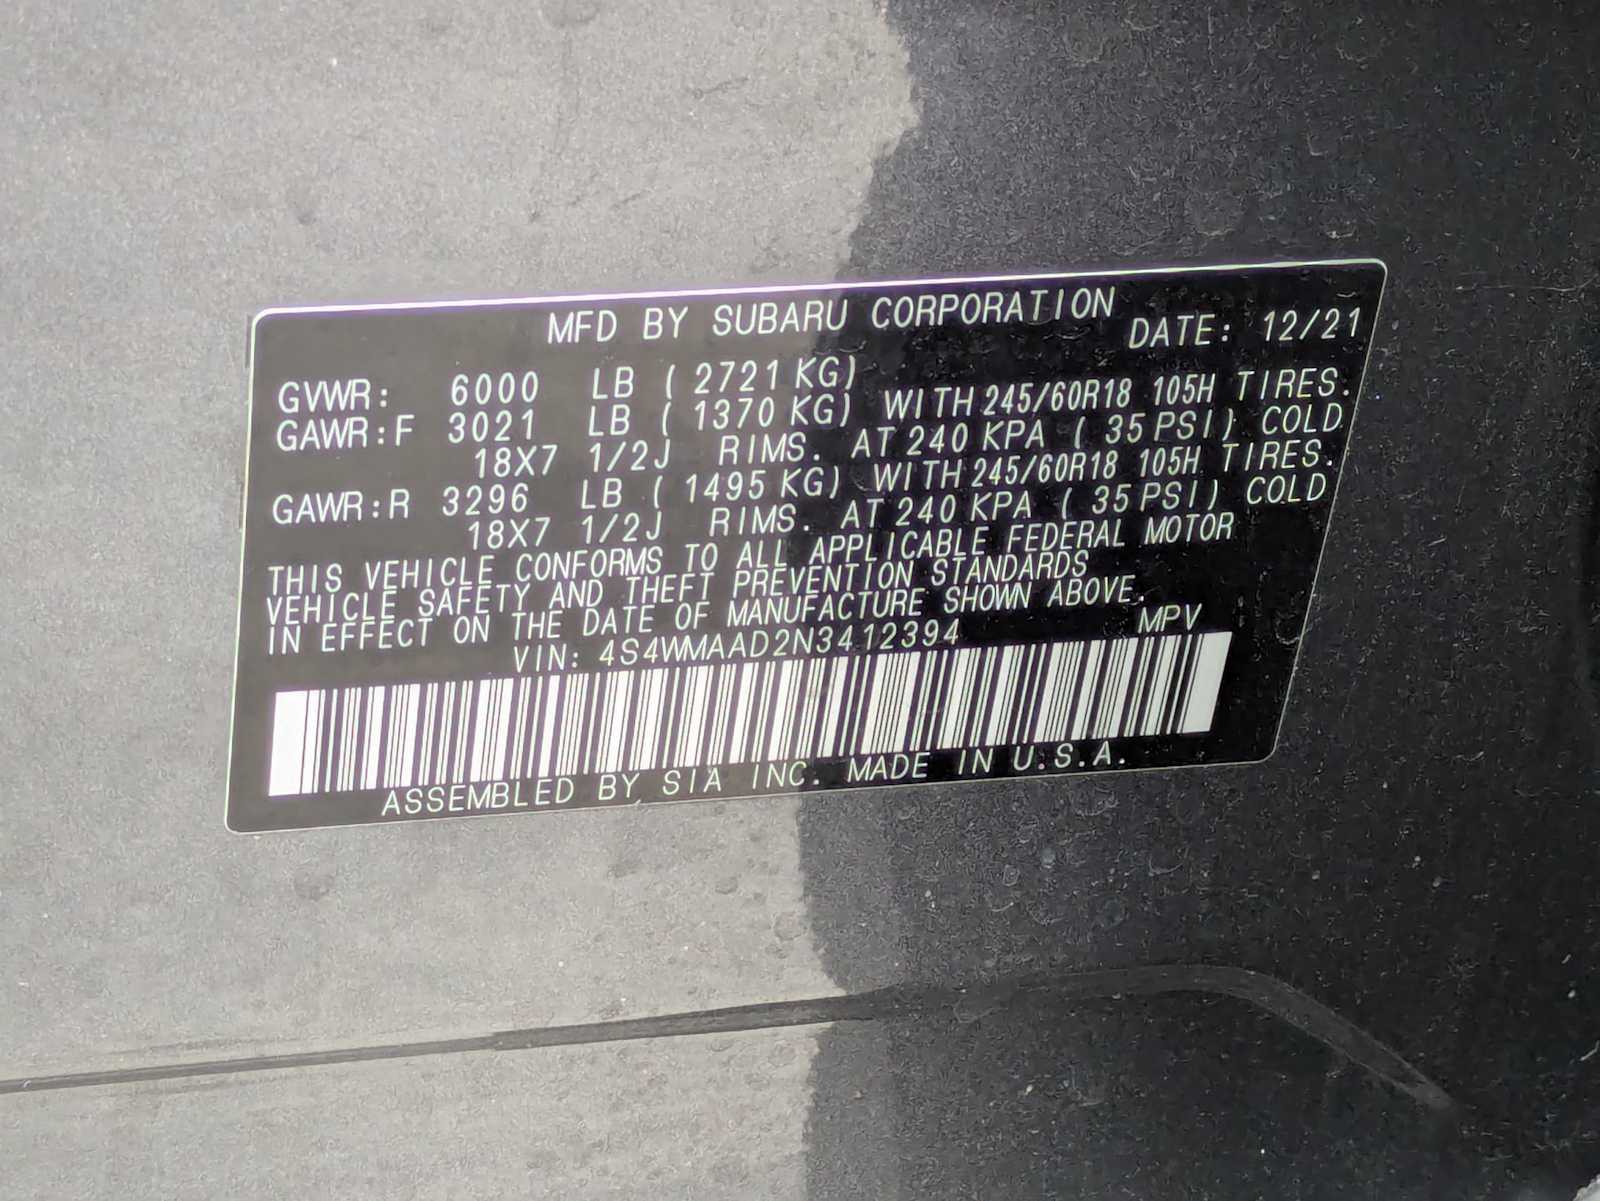 MFD BY SUBARU CORPORATION DATE: 12/21
GVWR: 6000 LB ( 2721 KG)
GAWR:F 3021 LB ( 1370 KG) WITH 245/60R18 105H TIRES.
18X7 1/2J RIMS. AT 240 KPA ( 35 PSI) COLD
GAWR:R 3296 LB ( 1495 KG) WITH 245/60R18 105H TIRES.
18X7 1/2J RIMS. AT 240 KPA ( 35 PSI) COLD
THIS VEHICLE CONFORMS TO ALL APPLICABLE FEDERAL MOTOR
VEHICLE SAFETY AND THEFT PREVENTION STANDARDS
IN EFFECT ON THE DATE OF MANUFACTURE SHOWN ABOVE.
VIN: 4S4WMAAD2N3412394 MPV
ASSEMBLED BY SIA INC. MADE IN U.S.A.